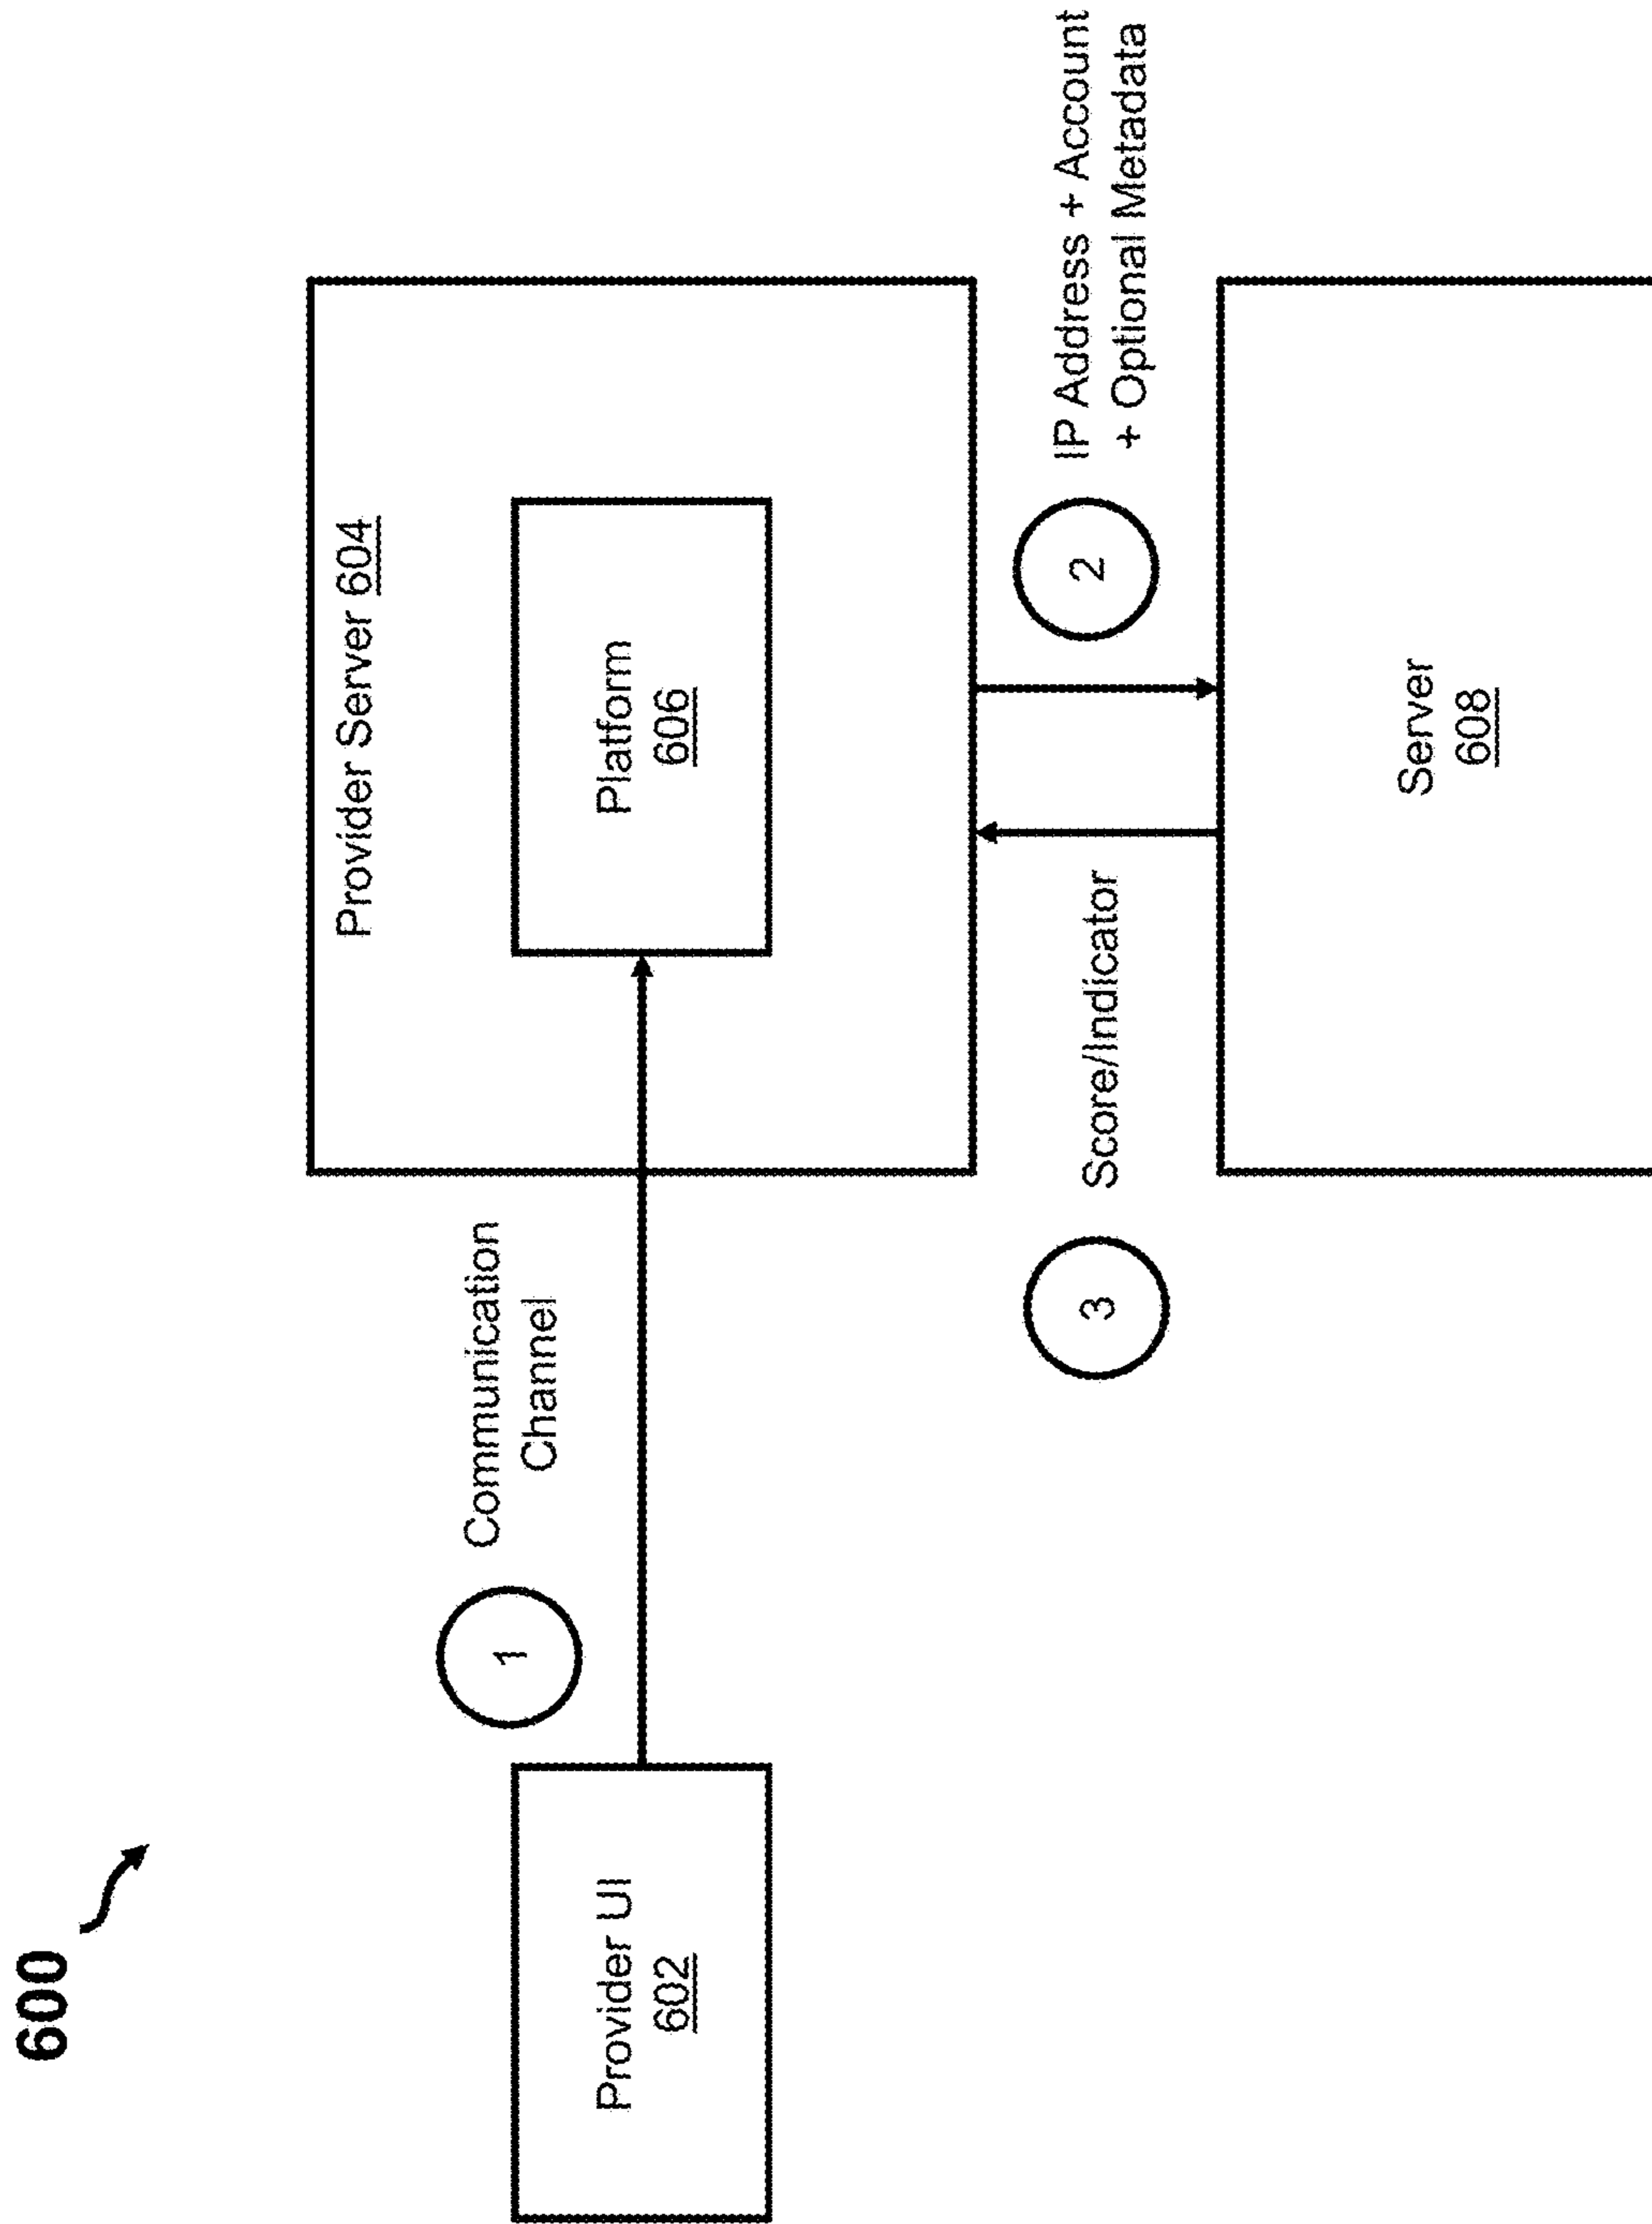 600
Provider UI
602
1
Communication
Channel
Provider Server 604
Platform
606
2
IP Address + Account
+ Optional Metadata
3
Score/Indicator
Server
608